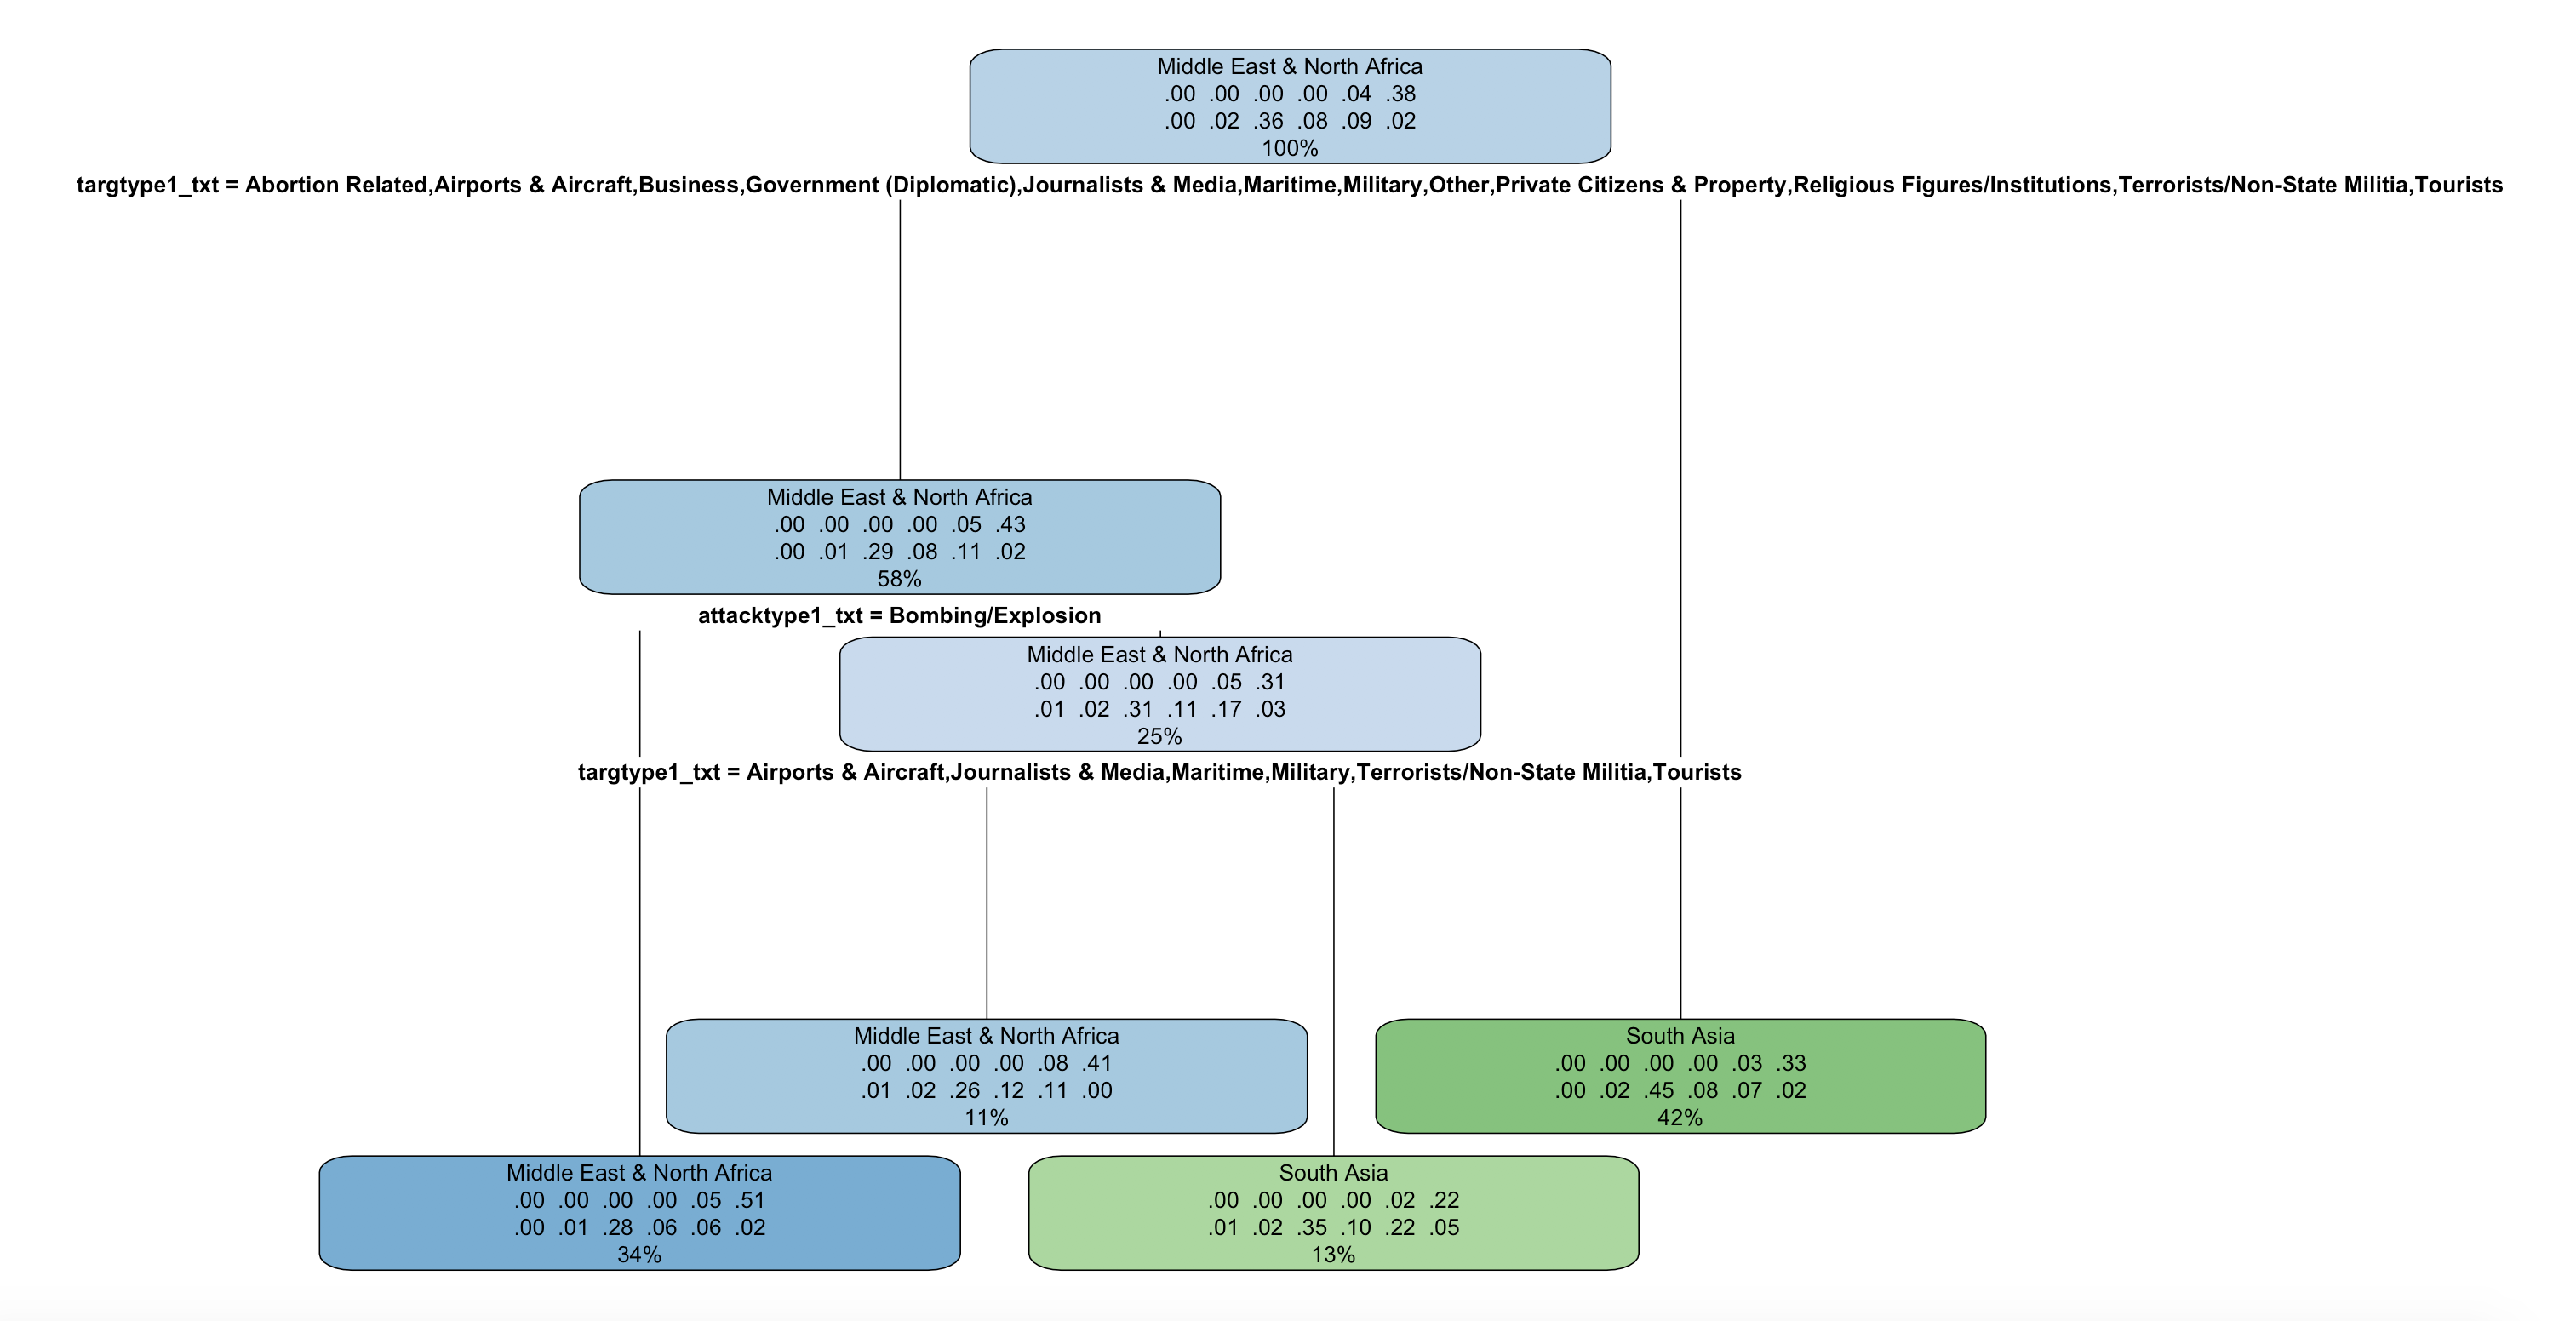 Middle East & North Africa
.00 .00 .00 .00 .04 .38
.00 .02 .36 .08 .09 .02
100%
targtype1_txt = Abortion Related,Airports & Aircraft,Business,Government (Diplomatic),Journalists & Media,Maritime,Military,Other,Private Citizens & Property,Religious Figures/Institutions,Terrorists/Non-State Militia,Tourists
Middle East & North Africa
.00 .00 .00 .00 .05 .43
.00 .01 .29 .08 .11 .02
58%
attacktype1_txt = Bombing/Explosion
Middle East & North Africa
.00 .00 .00 .00 .05 .31
.01 .02 .31 .11 .17 .03
25%
targtype1_txt = Airports & Aircraft,Journalists & Media,Maritime,Military,Terrorists/Non-State Militia,Tourists
Middle East & North Africa
.00 .00 .00 .00 .08 .41
.01 .02 .26 .12 .11 .00
11%
South Asia
.00 .00 .00 .00 .03 .33
.00 .02 .45 .08 .07 .02
42%
Middle East & North Africa
.00 .00 .00 .00 .05 .51
.00 .01 .28 .06 .06 .02
34%
South Asia
.00 .00 .00 .00 .02 .22
.01 .02 .35 .10 .22 .05
13%